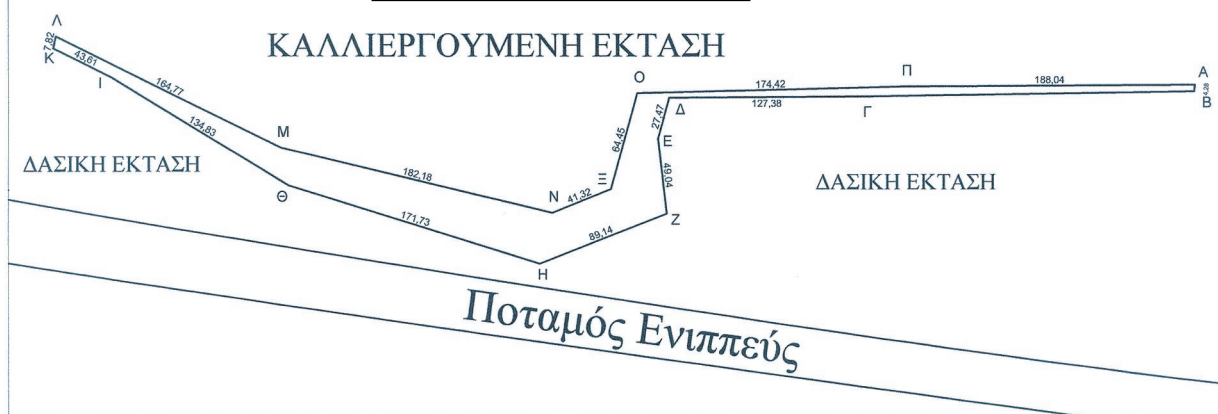 Λ
7,82
Κ
43,61
Ι
164,77
134,83
ΚΑΛΛΙΕΡΓΟΥΜΕΝΗ ΕΚΤΑΣΗ
Ο
174,42
Π
188,04
Α
4,28
Β
Δ
127,38
Γ
27,47
Ε
64,45
49,04
Μ
ΔΑΣΙΚΗ ΕΚΤΑΣΗ
182,18
Ν
41,32
Ξ
ΔΑΣΙΚΗ ΕΚΤΑΣΗ
Θ
171,73
89,14
Ζ
Η
Ποταμός Ενιππεύς